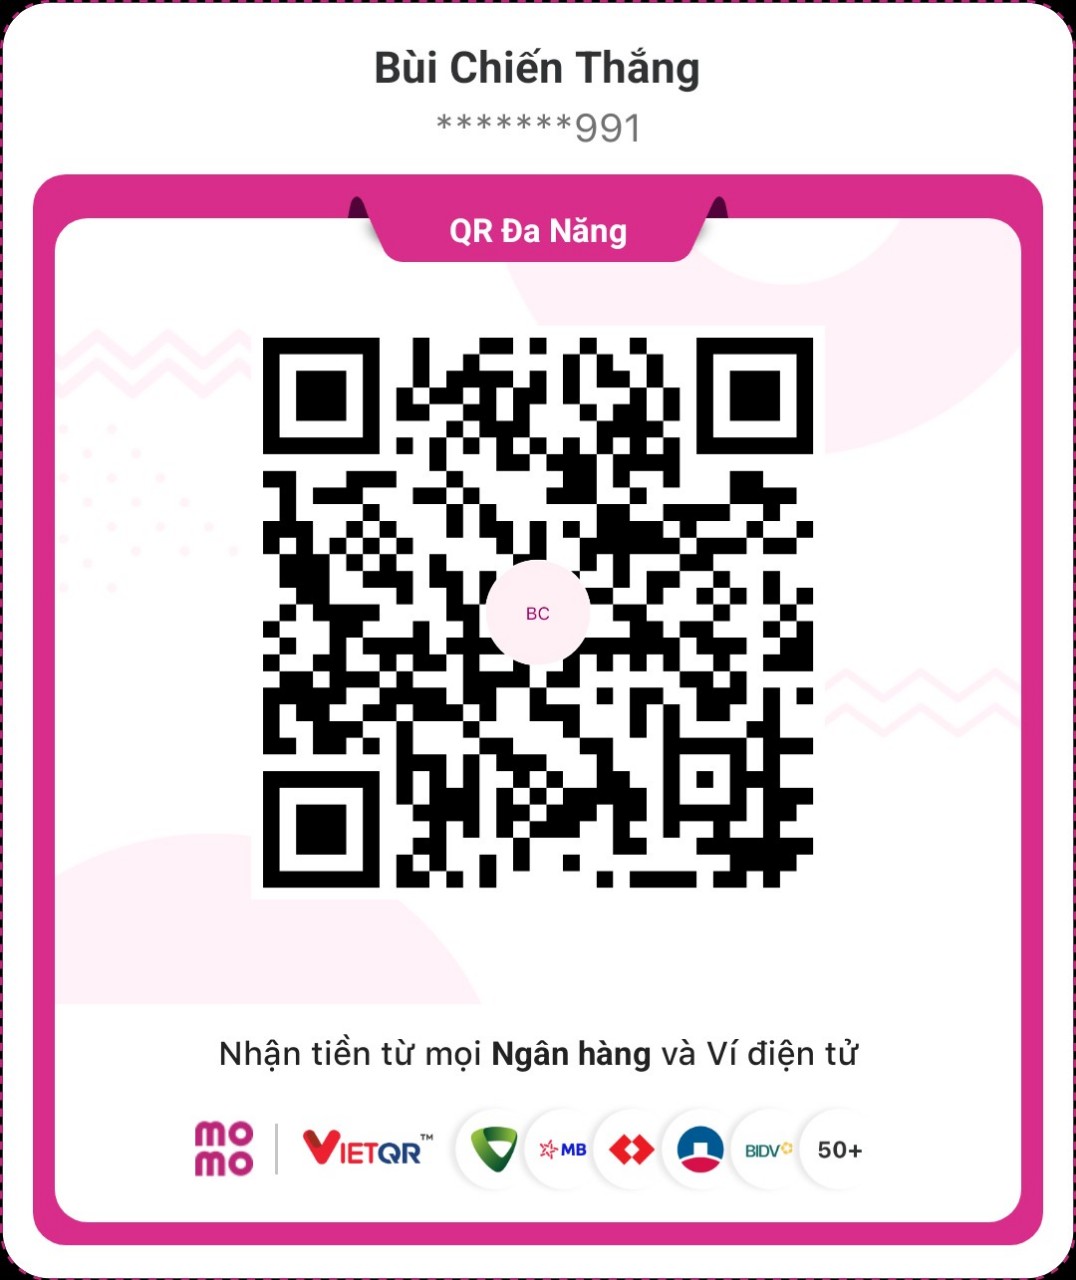 Bùi Chiến Thắng
*******991
QR Đa Năng
BC
Nhận tiền từ mọi Ngân hàng và Ví điện tử
mo
mo
VIETQR™
MB
BIDV
50+